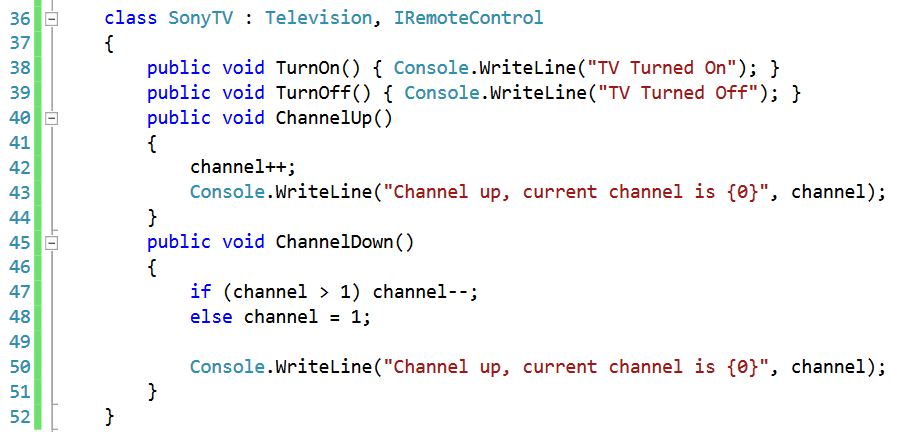 36 class SonyTV : Television, IRemoteControl
37 {
38 public void TurnOn() { Console.WriteLine("TV Turned On"); }
39 public void TurnOff() { Console.WriteLine("TV Turned Off"); }
40 public void ChannelUp()
41 {
42 channel++;
43 Console.WriteLine("Channel up, current channel is {0}", channel);
44 }
45 public void ChannelDown()
46 {
47 if (channel > 1) channel--;
48 else channel = 1;
49
50 Console.WriteLine("Channel up, current channel is {0}", channel);
51 }
52 }